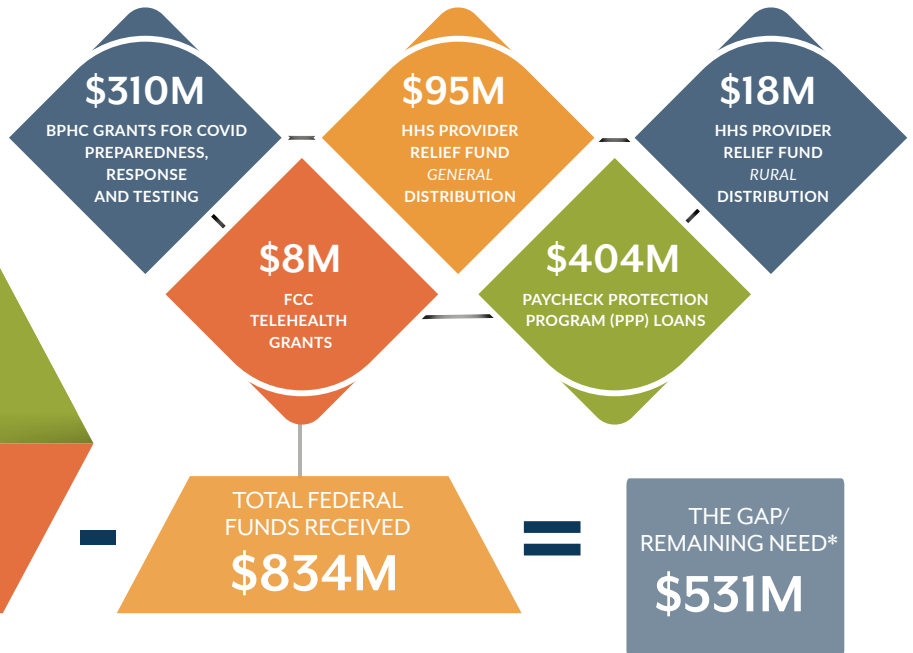 $310M
BPHC GRANTS FOR COVID
PREPAREDNESS,
RESPONSE
AND TESTING
$95M
HHS PROVIDER
RELIEF FUND
GENERAL
DISTRIBUTION
$18M
HHS PROVIDER
RELIEF FUND
RURAL
DISTRIBUTION
$8M
FCC
TELEHEALTH
GRANTS
$404M
PAYCHECK PROTECTION
PROGRAM (PPP) LOANS
-
TOTAL FEDERAL
FUNDS RECEIVED
$834M
=
THE GAP/
REMAINING NEED*
$531M